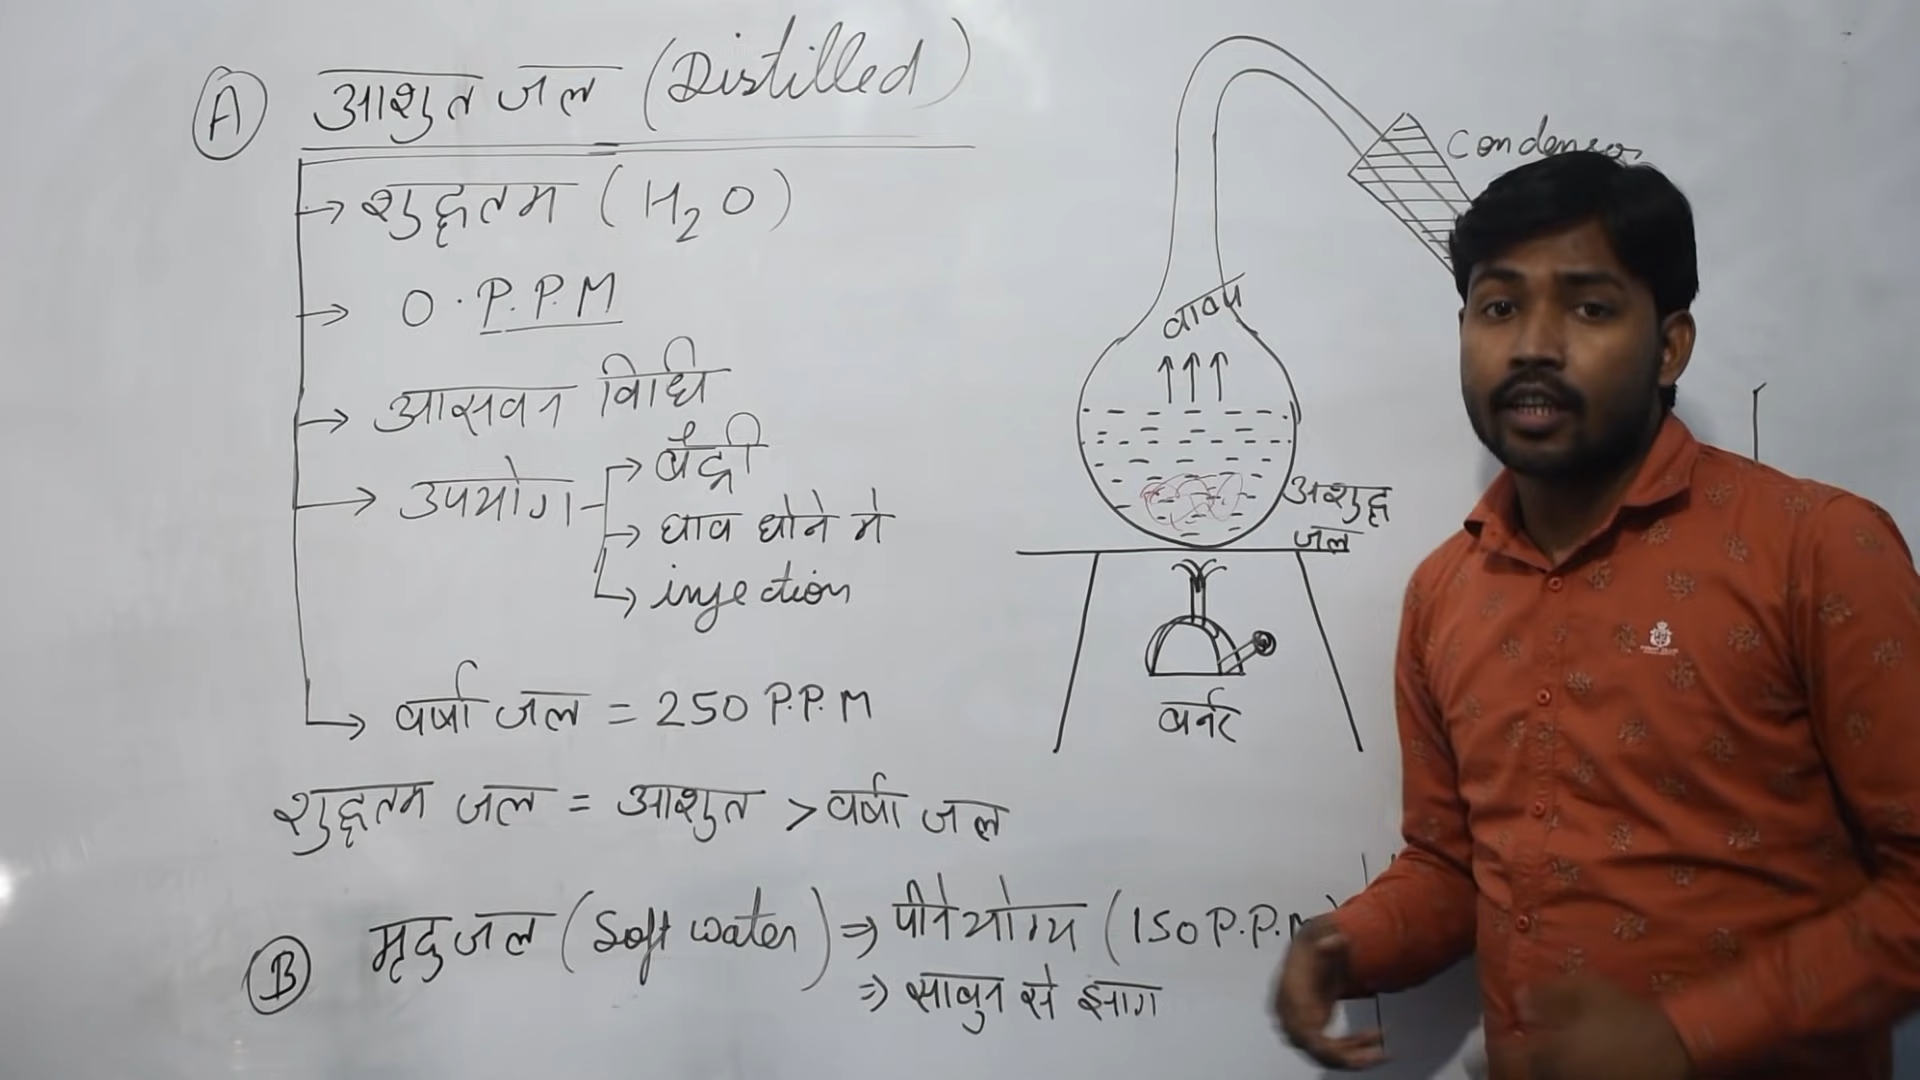 A आशुत जल (Distilled)
→ शुद्धतम (H₂O)
→ 0. P.P.M
→ आसवन विधि
→ उपयोग → बैट्री
→ घाव धोने मे
→ injection
→ वर्षा जल = 250 P.P.M
शुद्धतम जल = आशुत > वर्षा जल
B मृदु जल (Soft water) ⇒ पीने योग्य (150 P.P.M)
⇒ साबुन से झाग
Condensor
वाष्प
अशुद्ध
जल
बर्नर